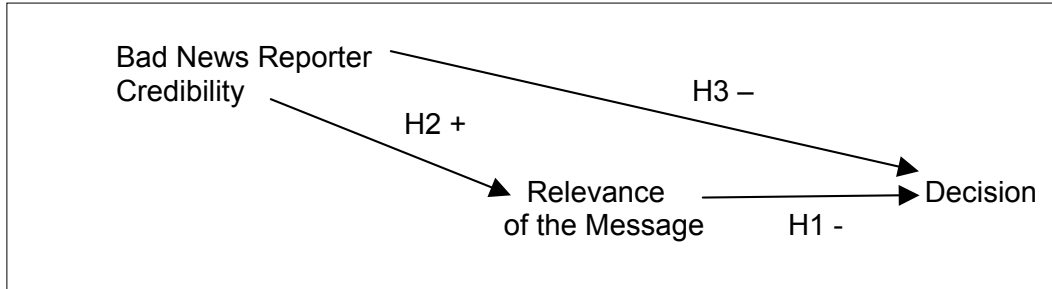 Bad News Reporter
Credibility
H3 –
H2 +
Relevance
of the Message
Decision
H1 -